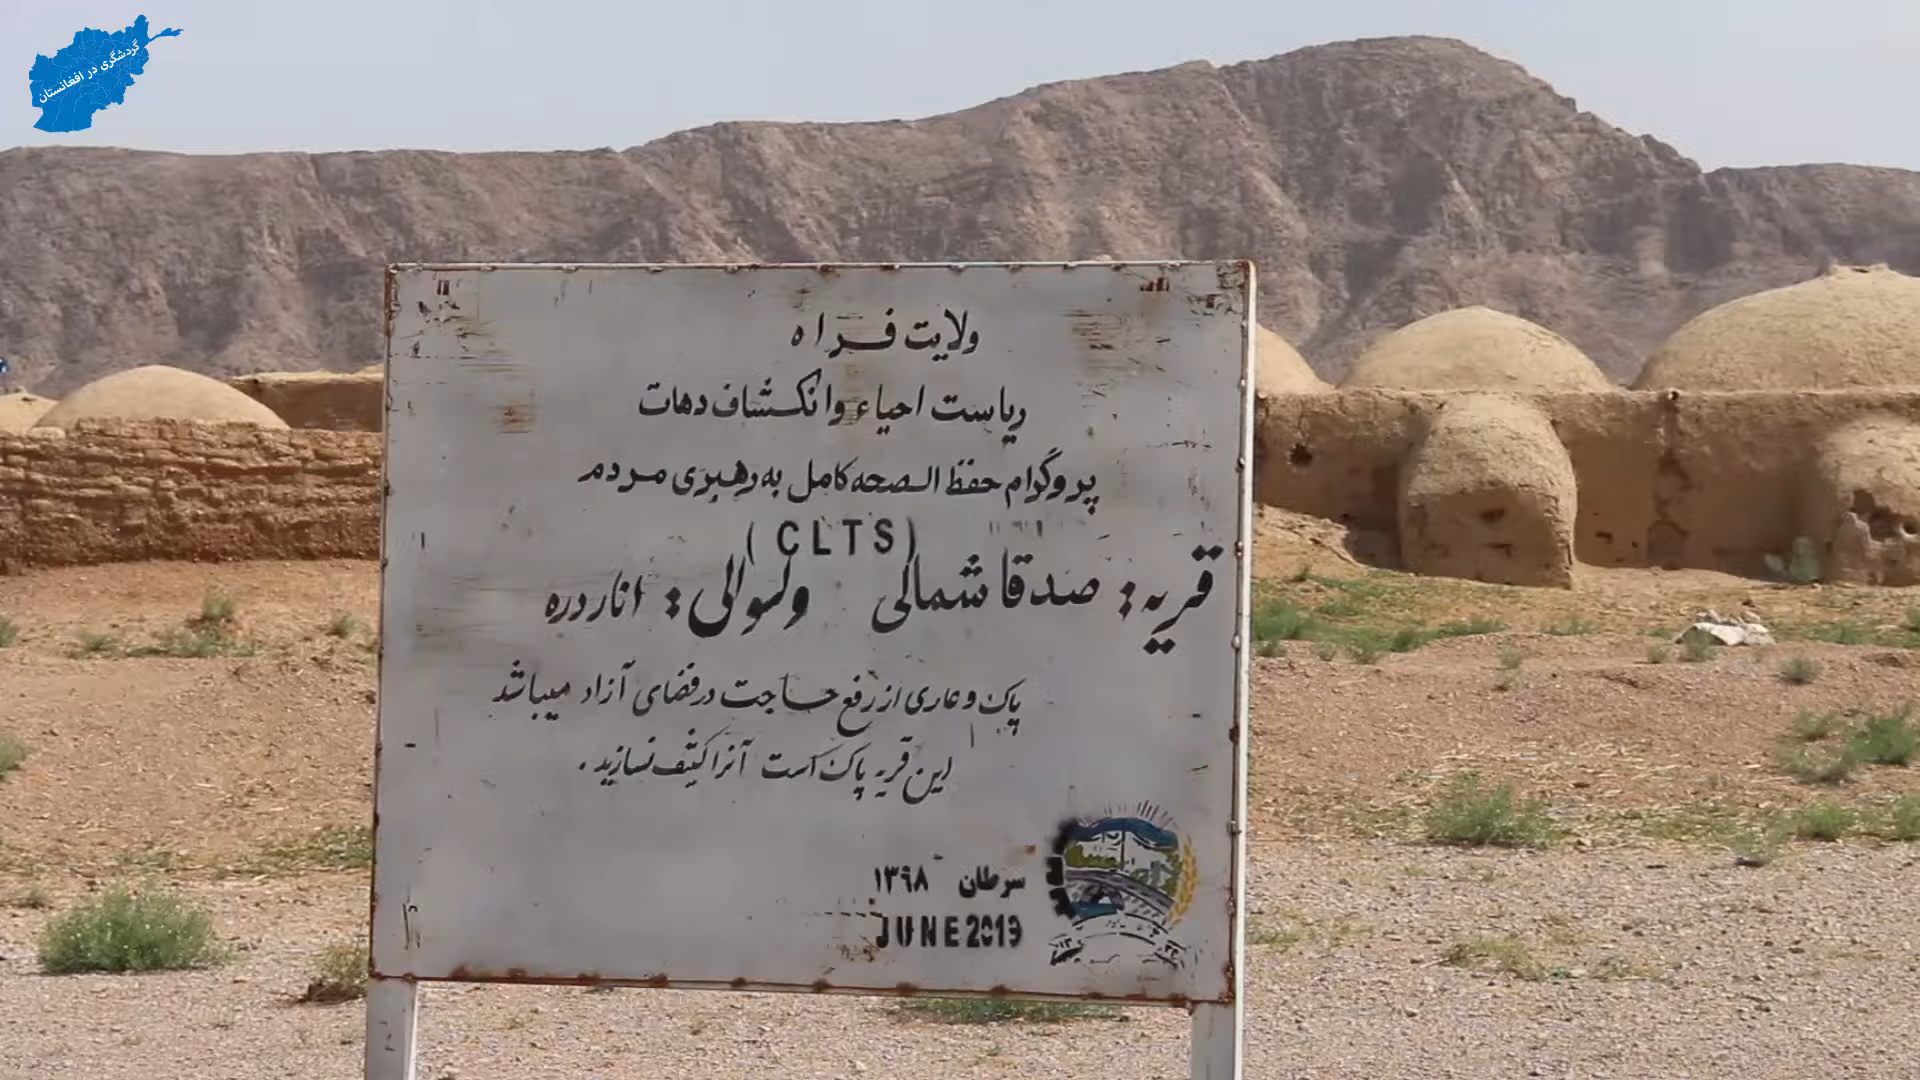 گردشگری در افغانستان
ولایت فراه
ریاست احیاء وانکشاف دهات
پروگرام حفظ الصحه کامل به رهبری مردم
(CLTS)
قریه: صدقا شمالی ولسوالی: انار دره
پاک و عاری از رفع حاجت در فضای آزاد میباشد
این قریه پاک است آنرا کثیف نسازید.
سرطان ۱۳۹۸
JUNE 2019